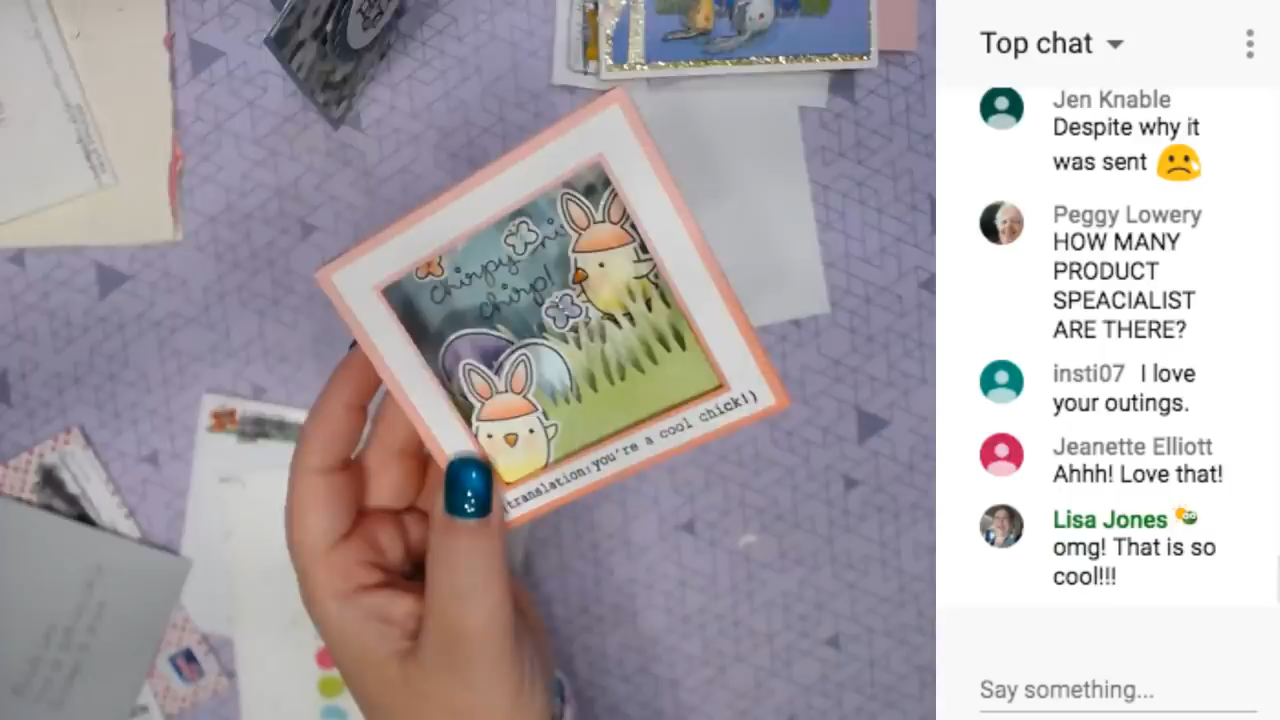 chirpy
chirp!
(translation: you're a cool chick!)
Top chat
Jen Knable
Despite why it
was sent
Peggy Lowery
HOW MANY
PRODUCT
SPEACIALIST
ARE THERE?
insti07 I love
your outings.
Jeanette Elliott
Ahhh! Love that!
Lisa Jones
omg! That is so
cool!!!
Say something...